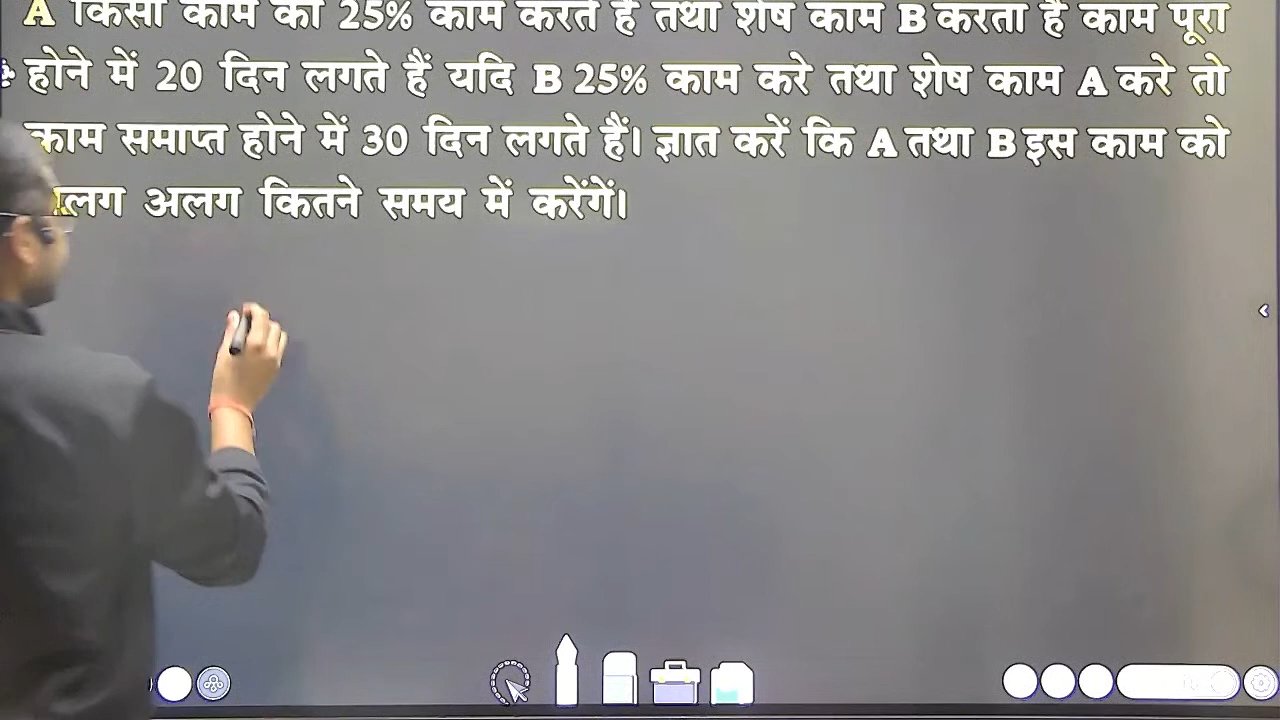 A किसी काम का 25% काम करते हैं तथा शेष काम B करता है काम पूरा
होने में 20 दिन लगते हैं यदि B 25% काम करे तथा शेष काम A करे तो
काम समाप्त होने में 30 दिन लगते हैं। ज्ञात करें कि A तथा B इस काम को
अलग अलग कितने समय में करेंगें।